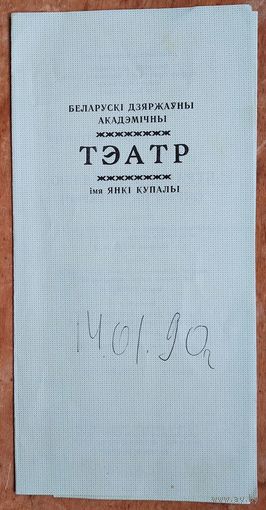 БЕЛАРУСКІ ДЗЯРЖАЎНЫ
АКАДЭМІЧНЫ
ТЭАТР
імя ЯНКІ КУПАЛЫ
14.01.90г